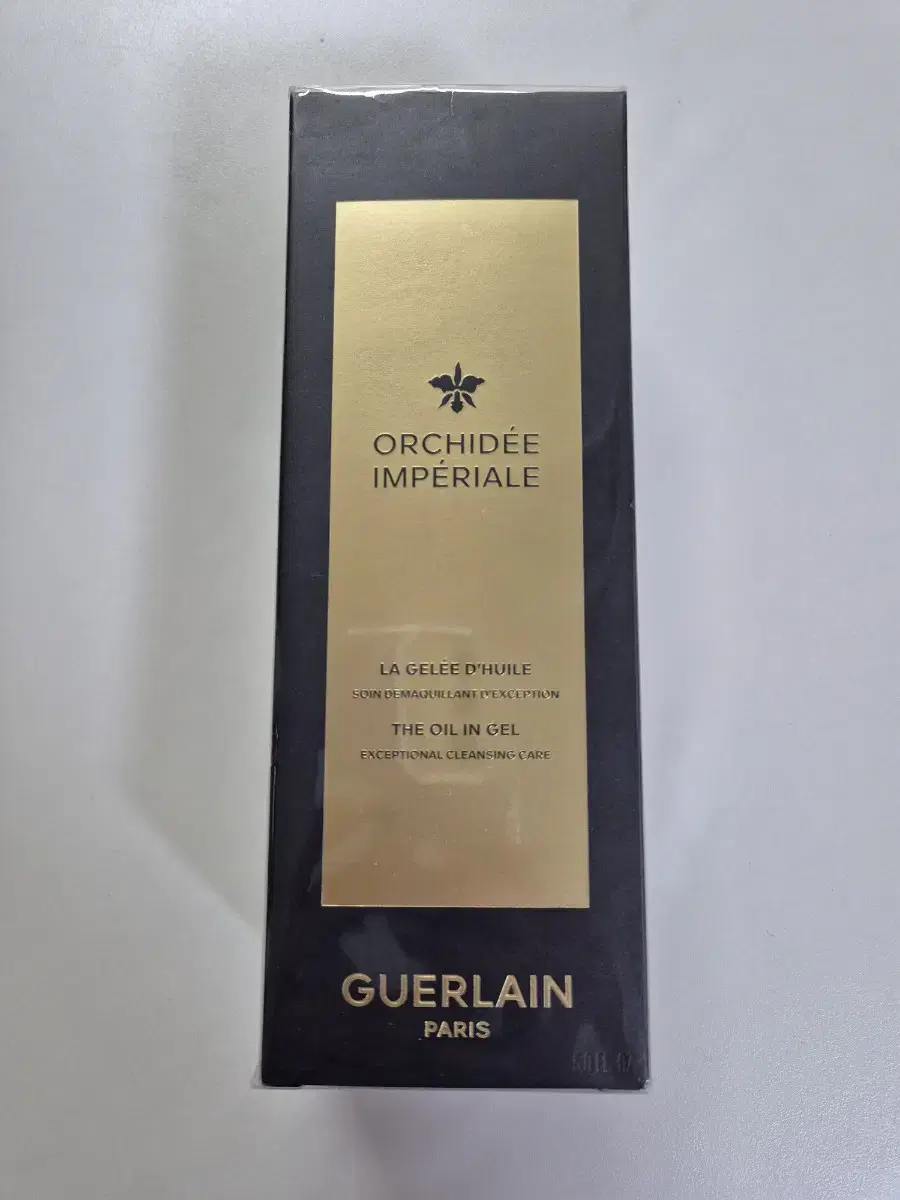 ORCHIDÉE
IMPÉRIALE
LA GELÉE D'HUILE
SOIN DÉMAQUILLANT D'EXCEPTION
THE OIL IN GEL
EXCEPTIONAL CLEANSING CARE
GUERLAIN
PARIS